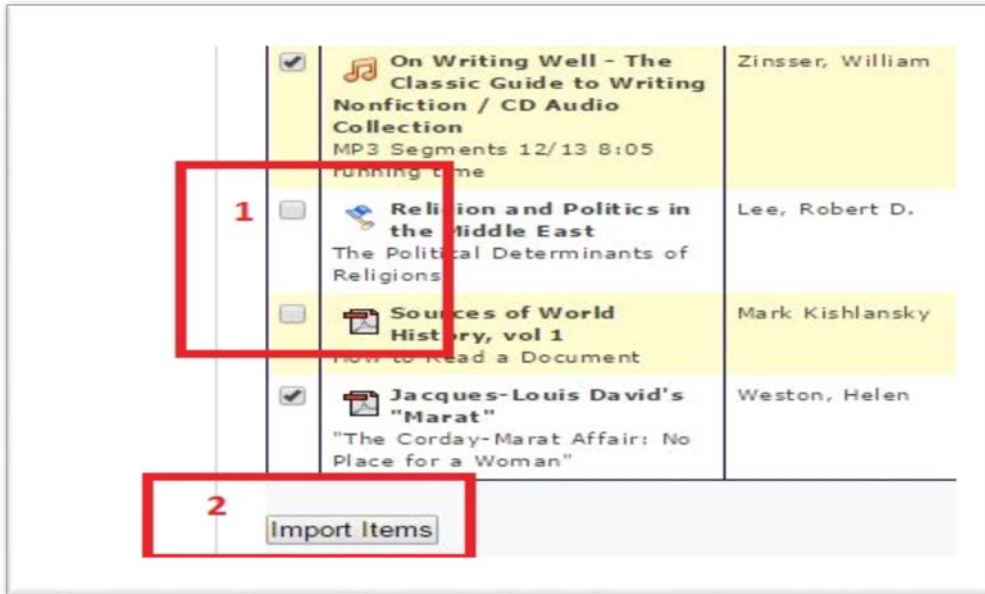 On Writing Well - The
Zinsser, William
Classic Guide to Writing
Nonfiction / CD Audio
Collection
MP3 Segments 12/13 8:05
running time
1
Religion and Politics in
Lee, Robert D.
the Middle East
The Political Determinants of
Religions
Sources of World
Mark Kishlansky
History, vol 1
How to Read a Document
Jacques-Louis David's
Weston, Helen
"Marat"
"The Corday-Marat Affair: No
Place for a Woman"
2
Import Items